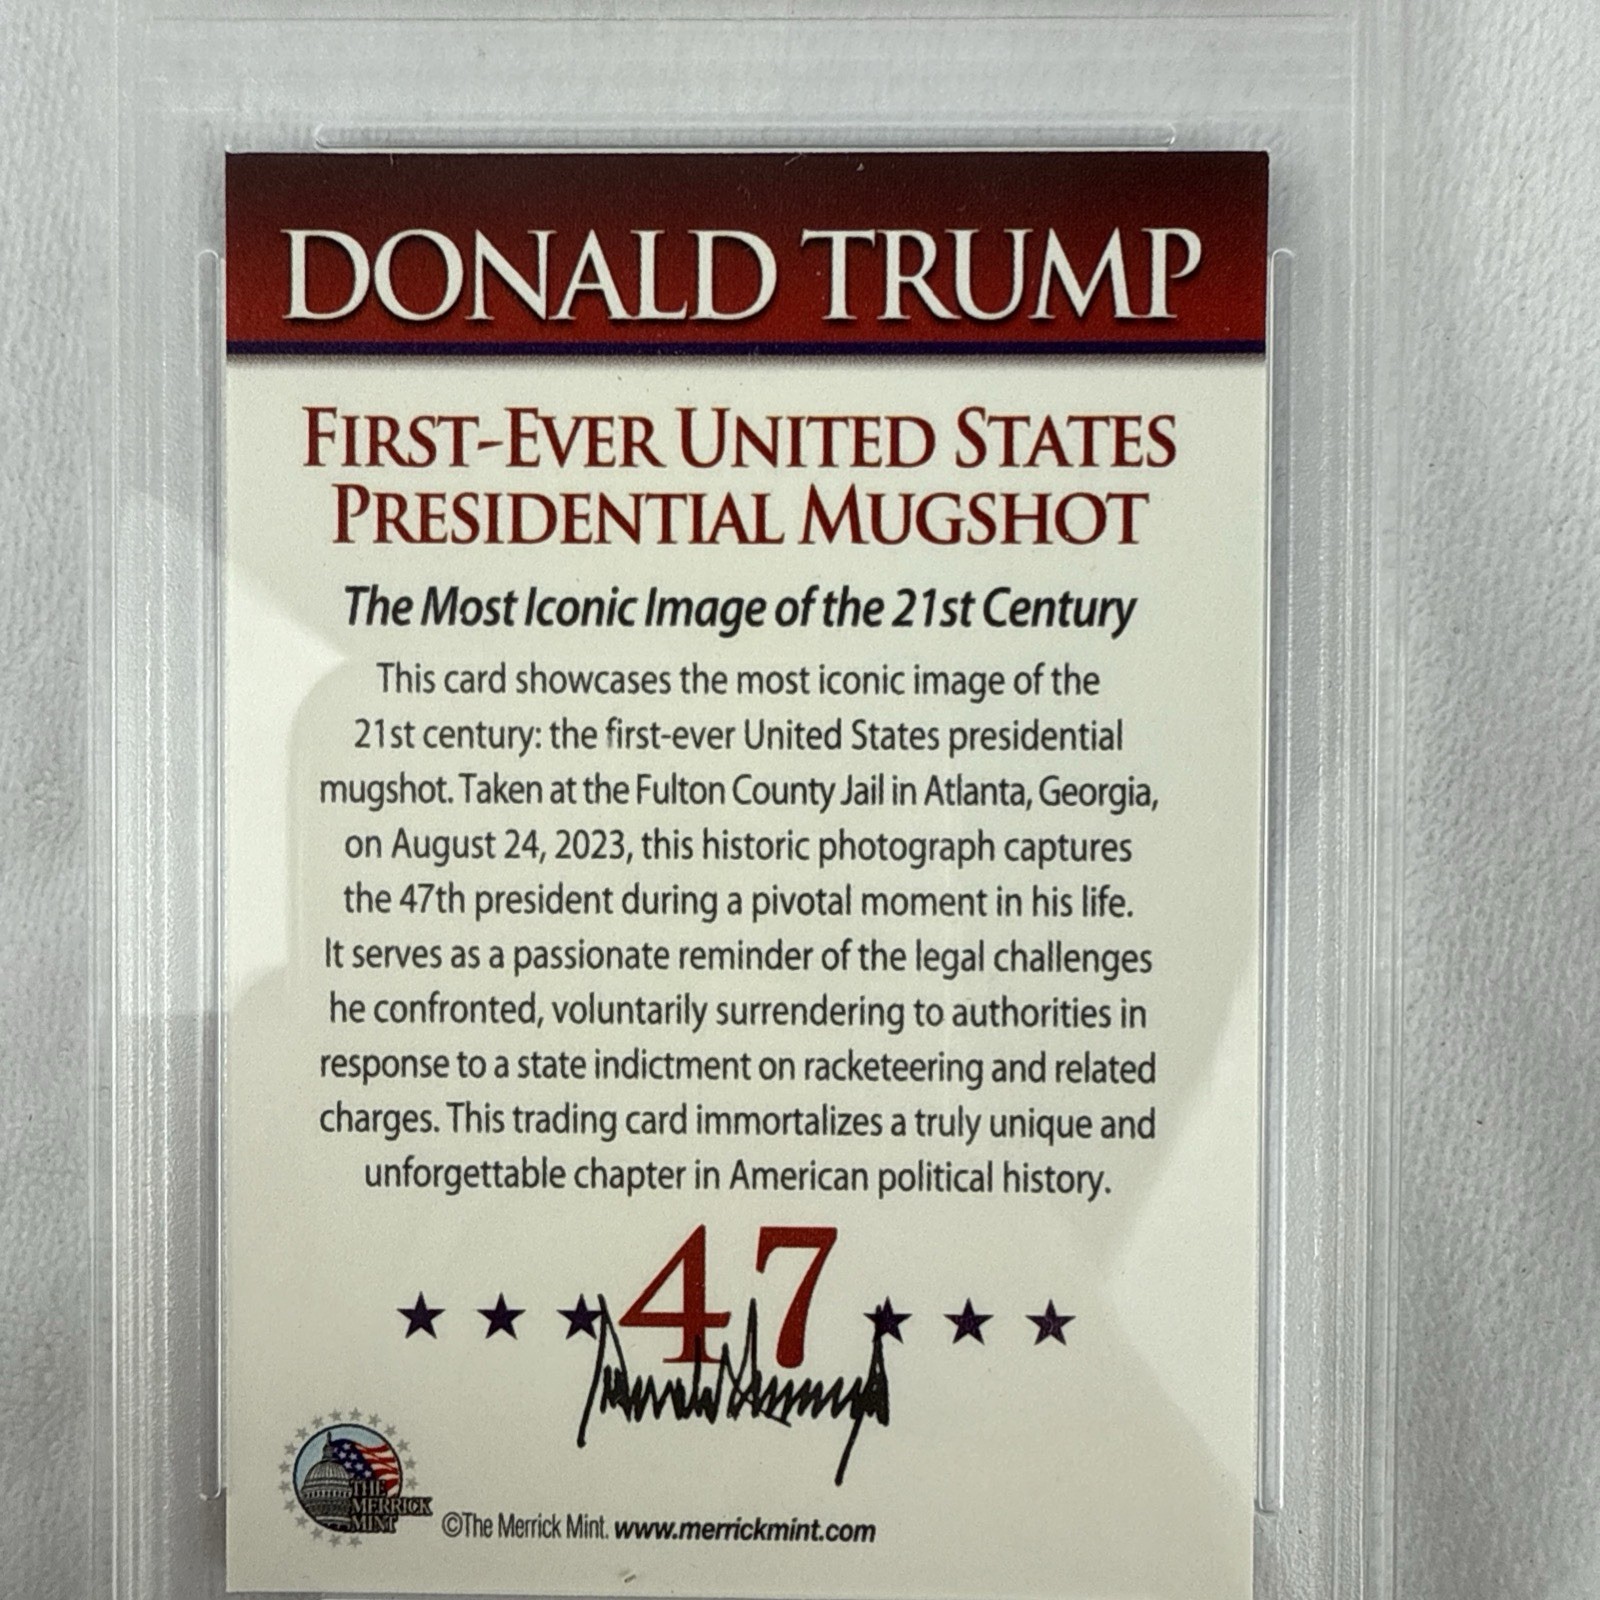 DONALD TRUMP
FIRST-EVER UNITED STATES
PRESIDENTIAL MUGSHOT
The Most Iconic Image of the 21st Century
This card showcases the most iconic image of the
21st century: the first-ever United States presidential
mugshot. Taken at the Fulton County Jail in Atlanta, Georgia,
on August 24, 2023, this historic photograph captures
the 47th president during a pivotal moment in his life.
It serves as a passionate reminder of the legal challenges
he confronted, voluntarily surrendering to authorities in
response to a state indictment on racketeering and related
charges. This trading card immortalizes a truly unique and
unforgettable chapter in American political history.
47
THE
MERRICK
MINT
©The Merrick Mint. www.merrickmint.com